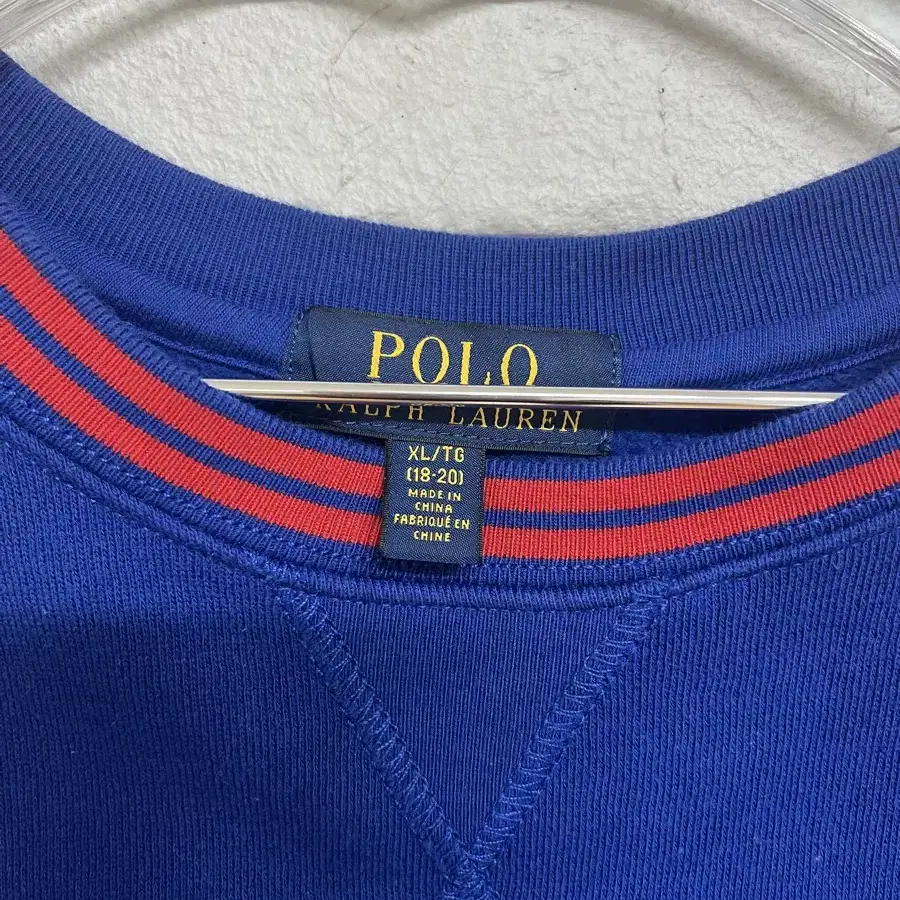 POLO
RALPH LAUREN
XL/TG
(18-20)
MADE IN
CHINA
FABRIQUÉ EN
CHINE